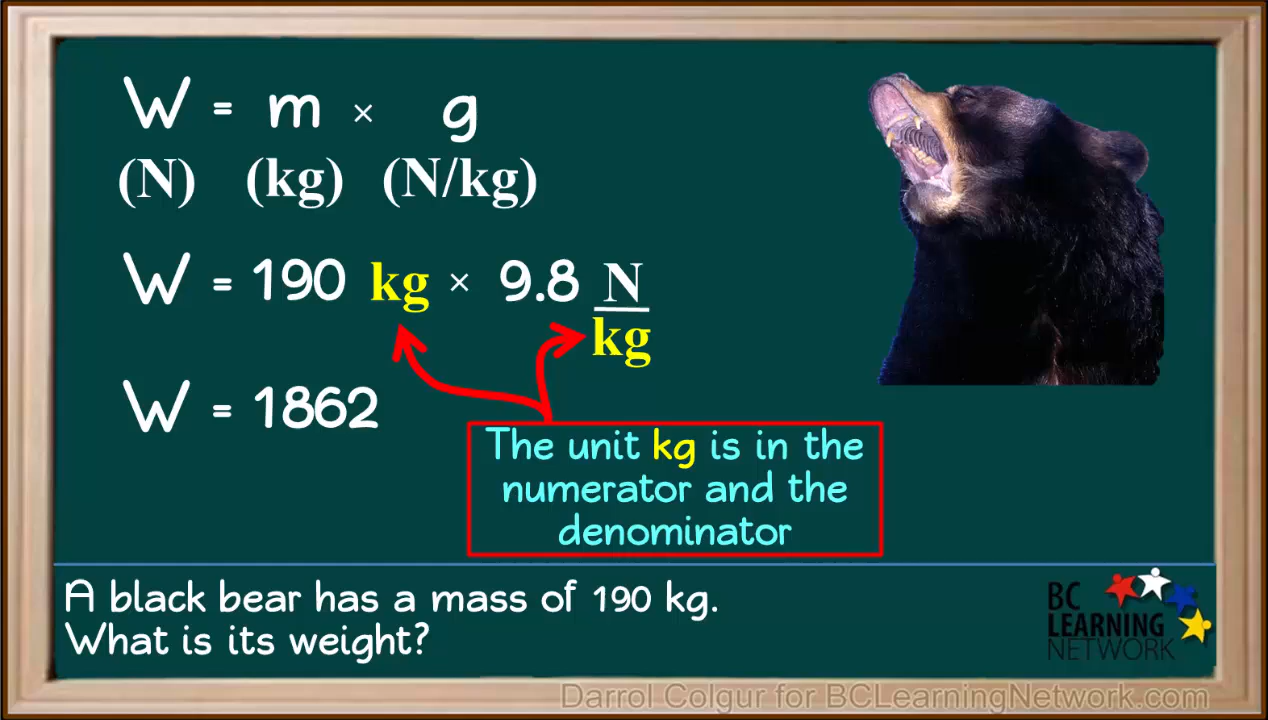 W = m × g
(N) (kg) (N/kg)
W = 190 kg × 9.8 N/kg
W = 1862
The unit kg is in the
numerator and the
denominator
A black bear has a mass of 190 kg.
What is its weight?
BC
LEARNING
NETWORK
Darrol Colgur for BCLearningNetwork.com